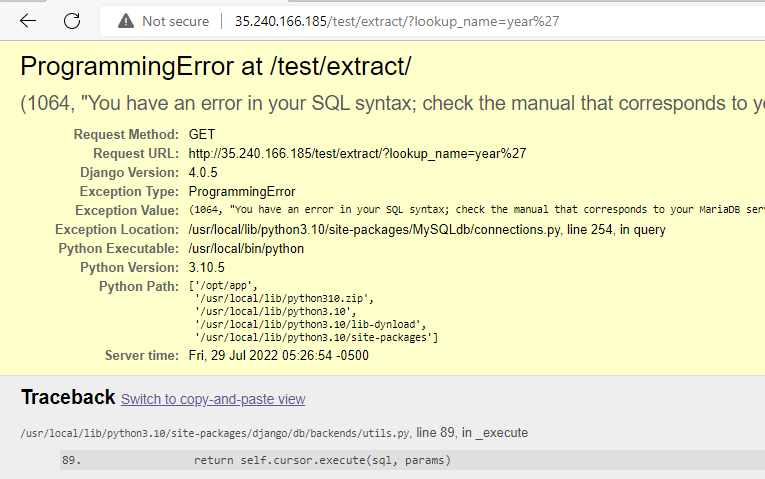 Not secure 35.240.166.185/test/extract/?lookup_name=year%27
ProgrammingError at /test/extract/
(1064, "You have an error in your SQL syntax; check the manual that corresponds to
Request Method: GET
Request URL: http://35.240.166.185/test/extract/?lookup_name=year%27
Django Version: 4.0.5
Exception Type: ProgrammingError
Exception Value: (1064, "You have an error in your SQL syntax; check the manual that corresponds to your MariaDB
Exception Location: /usr/local/lib/python3.10/site-packages/MySQLdb/connections.py, line 254, in query
Python Executable: /usr/local/bin/python
Python Version: 3.10.5
Python Path: ['/opt/app',
'/usr/local/lib/python310.zip',
'/usr/local/lib/python3.10',
'/usr/local/lib/python3.10/lib-dynload',
'/usr/local/lib/python3.10/site-packages']
Server time: Fri, 29 Jul 2022 05:26:54 -0500
Traceback Switch to copy-and-paste view
/usr/local/lib/python3.10/site-packages/django/db/backends/utils.py, line 89, in _execute
89. return self.cursor.execute(sql, params)